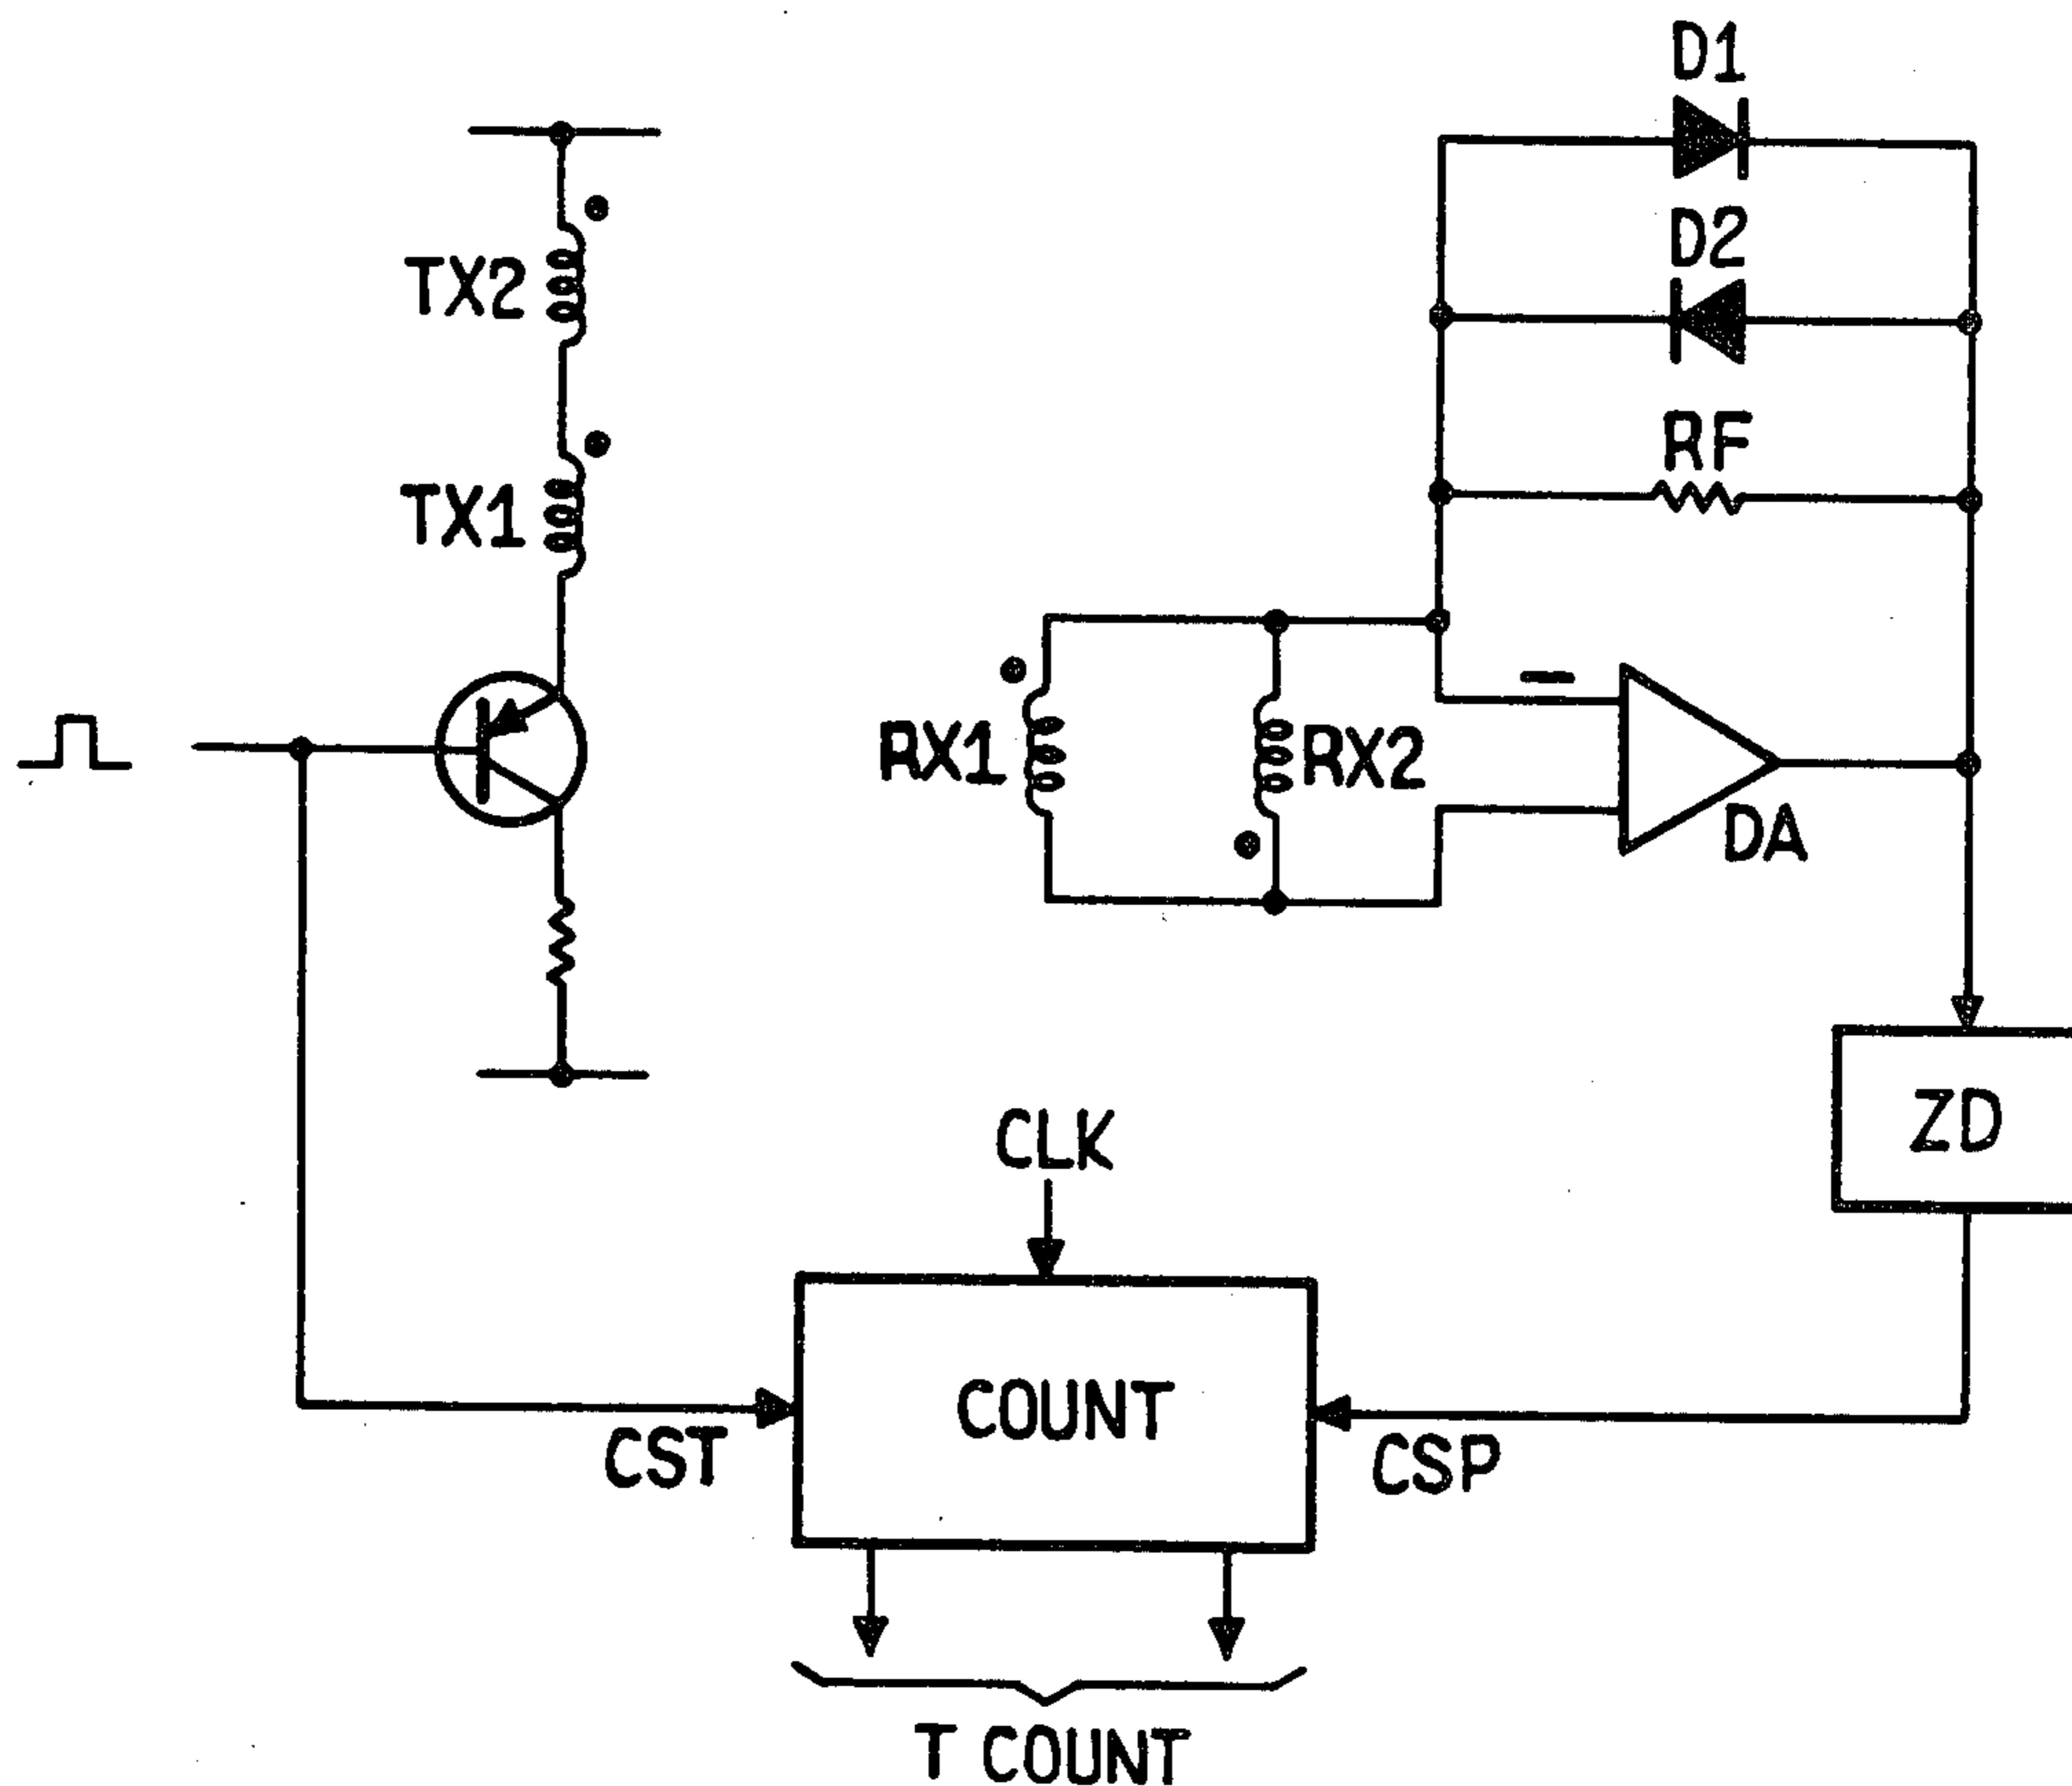 D1
D2
TX2
RF
TX1
−
RX1
RX2
DA
CLK
ZD
COUNT
CST
CSP
T COUNT